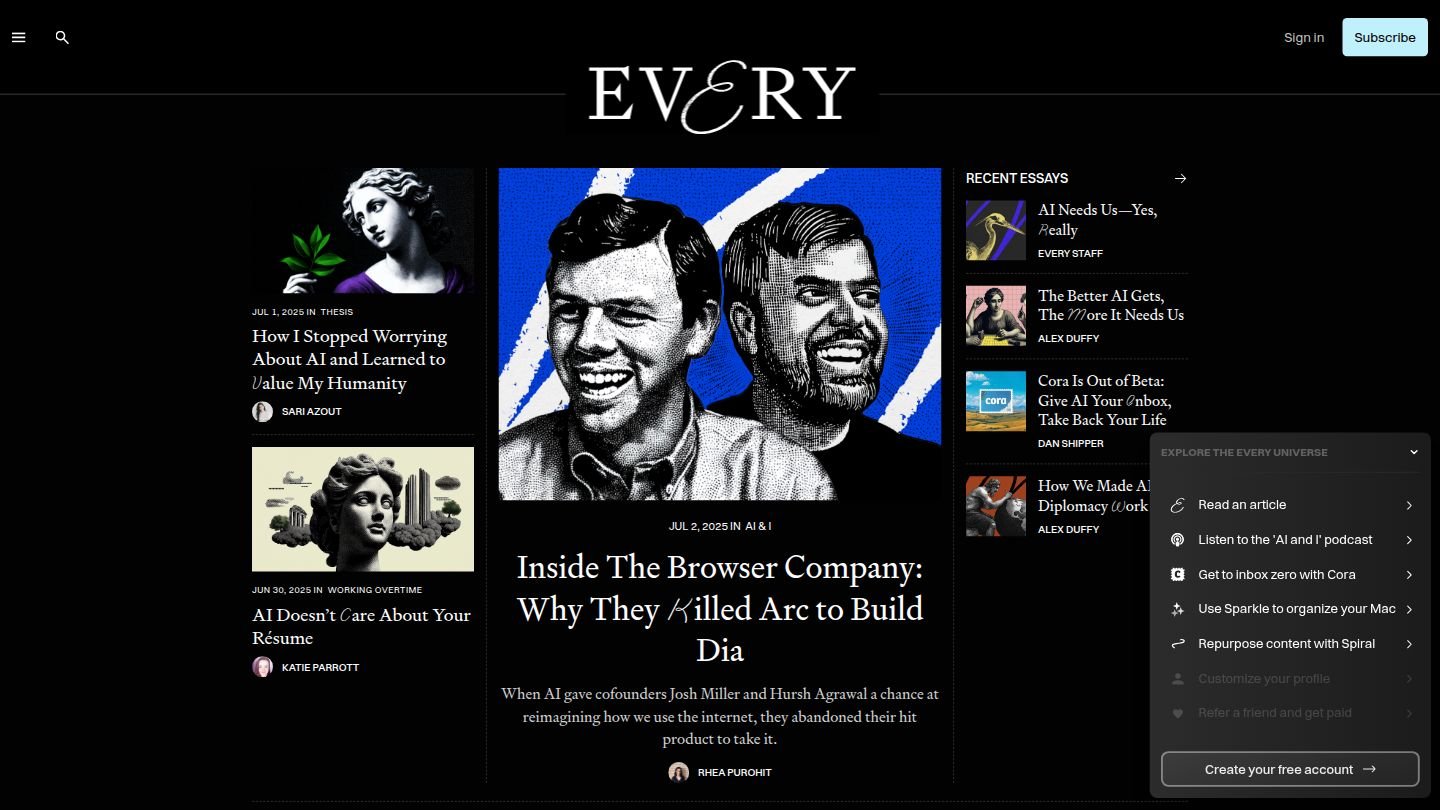 Sign in
Subscribe
EVERY
JUL 1, 2025 IN THESIS
How I Stopped Worrying
About AI and Learned to
Value My Humanity
SARI AZOUT
JUN 30, 2025 IN WORKING OVERTIME
AI Doesn't Care About Your
Résume
KATIE PARROTT
JUL 2, 2025 IN AI & I
Inside The Browser Company:
Why They Killed Arc to Build
Dia
When AI gave cofounders Josh Miller and Hursh Agrawal a chance at
reimagining how we use the internet, they abandoned their hit
product to take it.
RHEA PUROHIT
RECENT ESSAYS
AI Needs Us—Yes,
Really
EVERY STAFF
The Better AI Gets,
The More It Needs Us
ALEX DUFFY
cora
Cora Is Out of Beta:
Give AI Your Inbox,
Take Back Your Life
DAN SHIPPER
How We Made AI
Diplomacy Work
ALEX DUFFY
EXPLORE THE EVERY UNIVERSE
Read an article
Listen to the 'AI and I' podcast
Get to inbox zero with Cora
Use Sparkle to organize your Mac
Repurpose content with Spiral
Customize your profile
Refer a friend and get paid
Create your free account